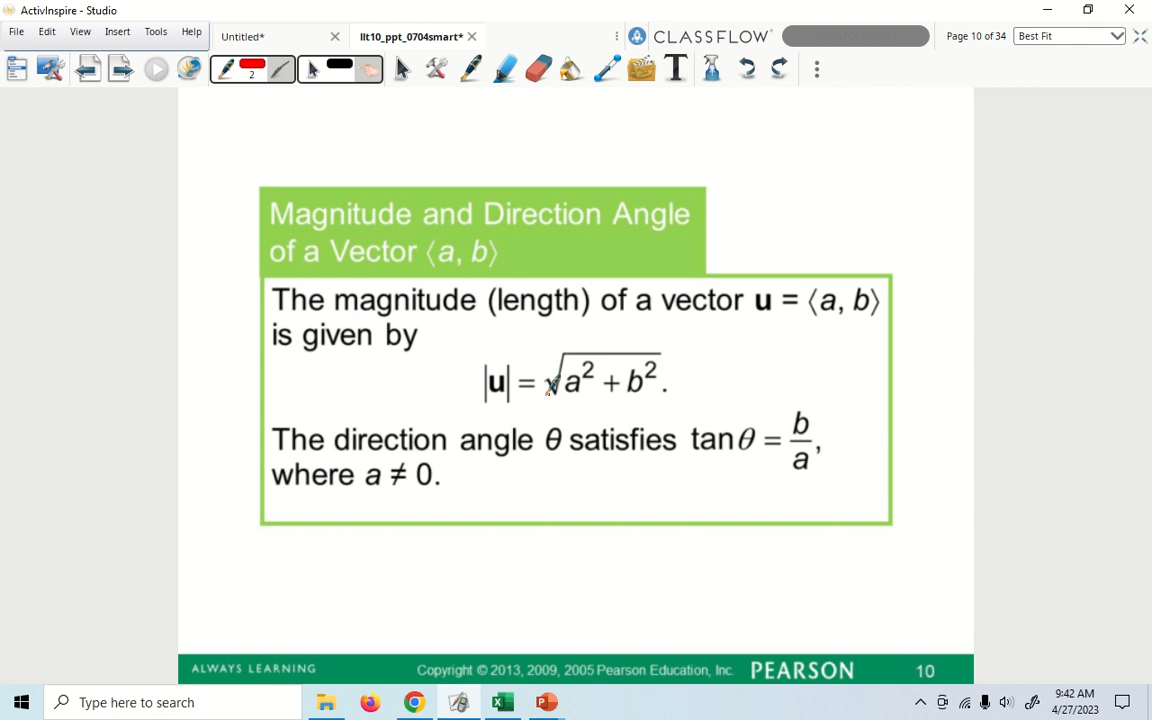 ActivInspire - Studio
File Edit View Insert Tools Help
Untitled*
llt10_ppt_0704smart*
CLASSFLOW
Page 10 of 34
Best Fit
2
Magnitude and Direction Angle
of a Vector ⟨a, b⟩
The magnitude (length) of a vector u = ⟨a, b⟩
is given by
|u| = √a² + b².
The direction angle θ satisfies tan θ = b/a,
where a ≠ 0.
ALWAYS LEARNING
Copyright © 2013, 2009, 2005 Pearson Education, Inc.
PEARSON
10
Type here to search
9:42 AM
4/27/2023